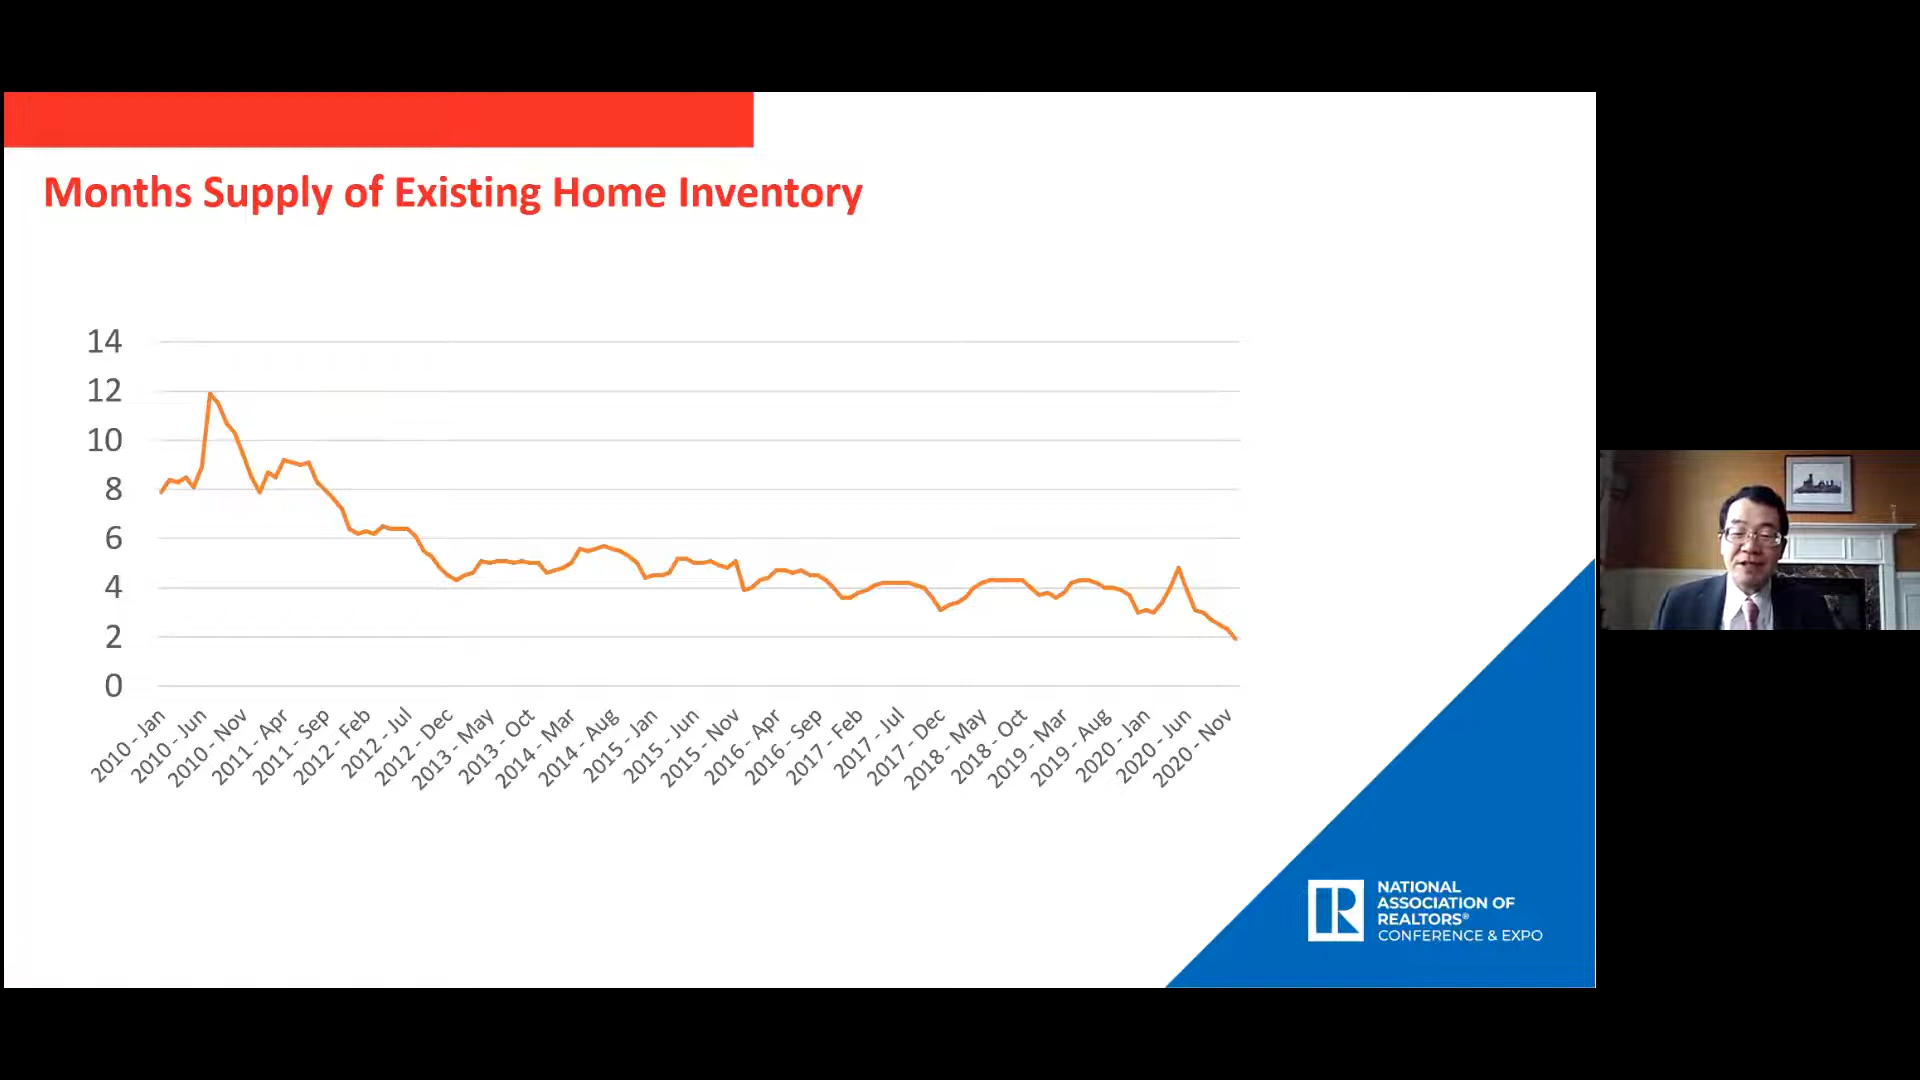 Months Supply of Existing Home Inventory
14
12
10
8
6
4
2
0
2010 - Jan
2010 - Jun
2010 - Nov
2011 - Apr
2011 - Sep
2012 - Feb
2012 - Jul
2012 - Dec
2013 - May
2013 - Oct
2014 - Mar
2014 - Aug
2015 - Jan
2015 - Jun
2015 - Nov
2016 - Apr
2016 - Sep
2017 - Feb
2017 - Jul
2017 - Dec
2018 - May
2018 - Oct
2019 - Mar
2019 - Aug
2020 - Jan
2020 - Jun
2020 - Nov
R
NATIONAL
ASSOCIATION OF
REALTORS®
CONFERENCE & EXPO